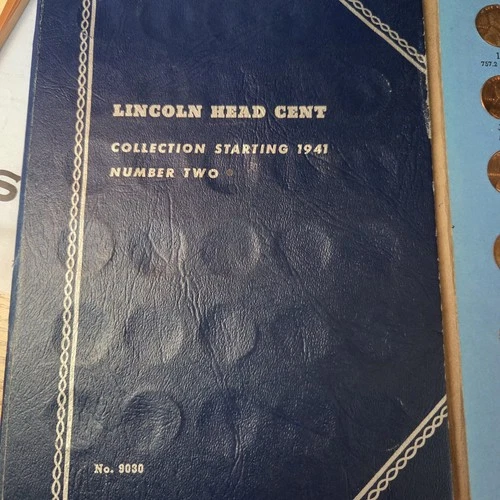 LINCOLN HEAD CENT
COLLECTION STARTING 1941
NUMBER TWO
No. 9030
S